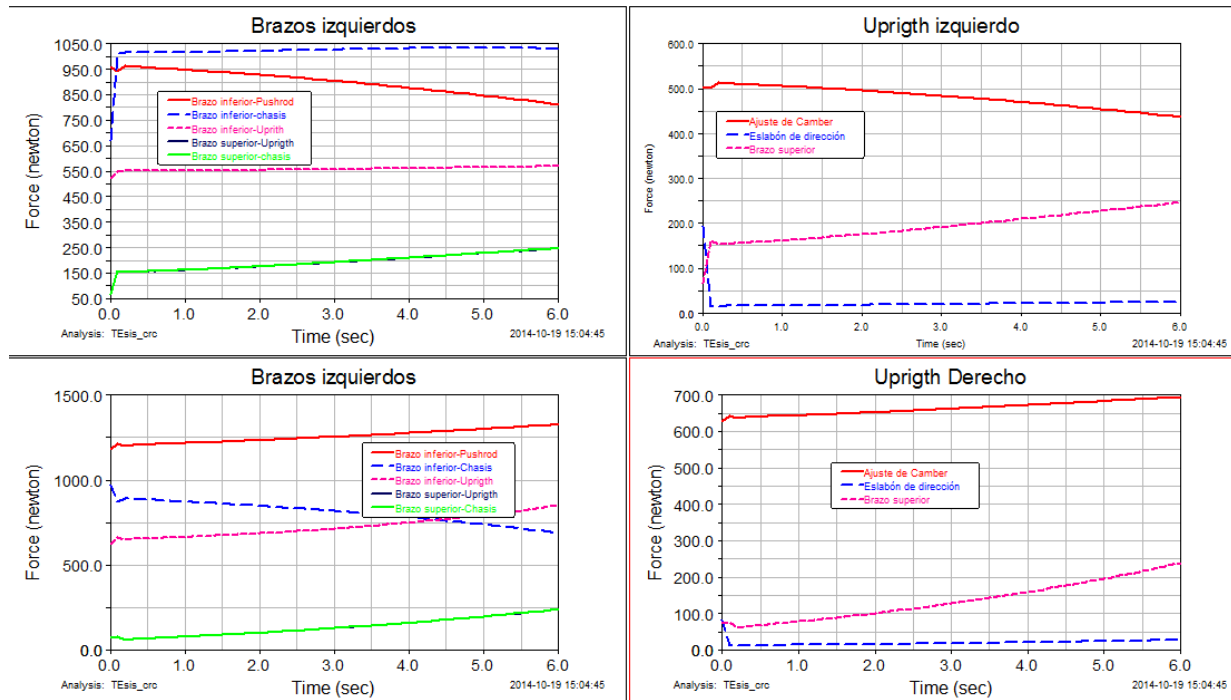 Brazos izquierdos
Force (newton)
1050.0
950.0
850.0
750.0
650.0
550.0
450.0
350.0
250.0
150.0
50.0
Brazo inferior-Pushrod
Brazo inferior-chasis
Brazo inferior-Uprith
Brazo superior-Uprigth
Brazo superior-chasis
0.0 1.0 2.0 3.0 4.0 5.0 6.0
Analysis: TEsis_crc Time (sec) 2014-10-19 15:04:45
Uprigth izquierdo
Force (newton)
600.0
500.0
400.0
300.0
200.0
100.0
0.0
Ajuste de Camber
Eslabón de dirección
Brazo superior
0.0 1.0 2.0 3.0 4.0 5.0 6.0
Analysis: TEsis_crc Time (sec) 2014-10-19 15:04:45
Brazos izquierdos
Force (newton)
1500.0
1000.0
500.0
0.0
Brazo inferior-Pushrod
Brazo inferior-Chasis
Brazo inferior-Uprigth
Brazo superior-Uprigth
Brazo superior-Chasis
0.0 1.0 2.0 3.0 4.0 5.0 6.0
Analysis: TEsis_crc Time (sec) 2014-10-19 15:04:45
Uprigth Derecho
Force (newton)
700.0
600.0
500.0
400.0
300.0
200.0
100.0
0.0
Ajuste de Camber
Eslabón de dirección
Brazo superior
0.0 1.0 2.0 3.0 4.0 5.0 6.0
Analysis: TEsis_crc Time (sec) 2014-10-19 15:04:45